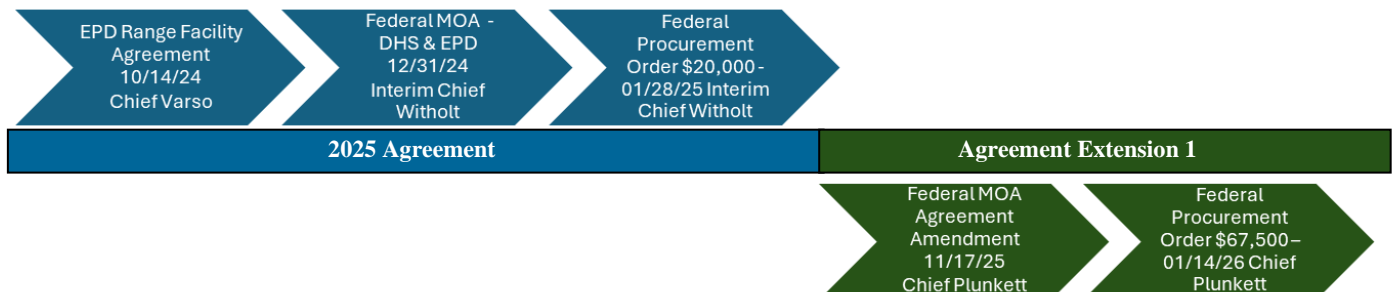 EPD Range Facility
Agreement
10/14/24
Chief Varso
Federal MOA -
DHS & EPD
12/31/24
Interim Chief
Witholt
Federal
Procurement
Order $20,000-
01/28/25 Interim
Chief Witholt
2025 Agreement
Agreement Extension 1
Federal MOA
Agreement
Amendment
11/17/25
Chief Plunkett
Federal
Procurement
Order $67,500–
01/14/26 Chief
Plunkett